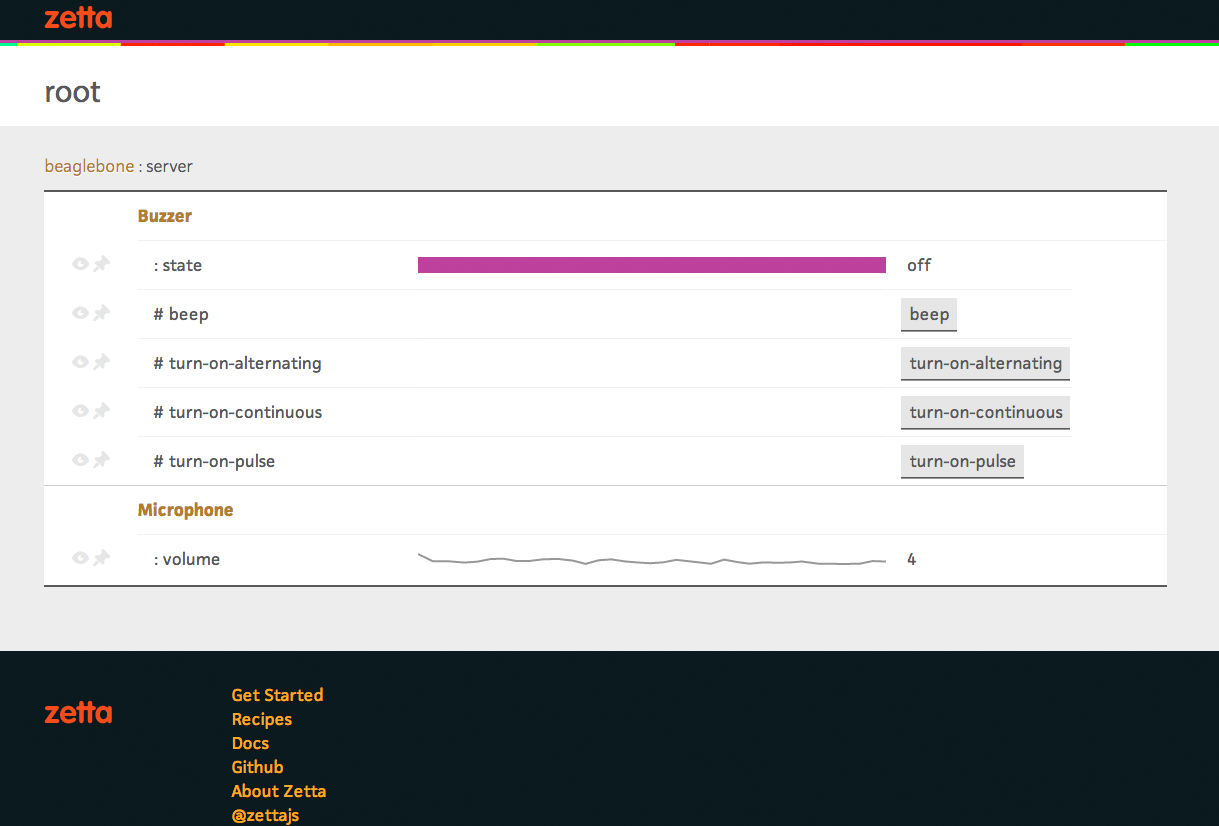 zetta
root
beaglebone : server
Buzzer
: state off
# beep beep
# turn-on-alternating turn-on-alternating
# turn-on-continuous turn-on-continuous
# turn-on-pulse turn-on-pulse
Microphone
: volume 4
zetta
Get Started
Recipes
Docs
Github
About Zetta
@zettajs